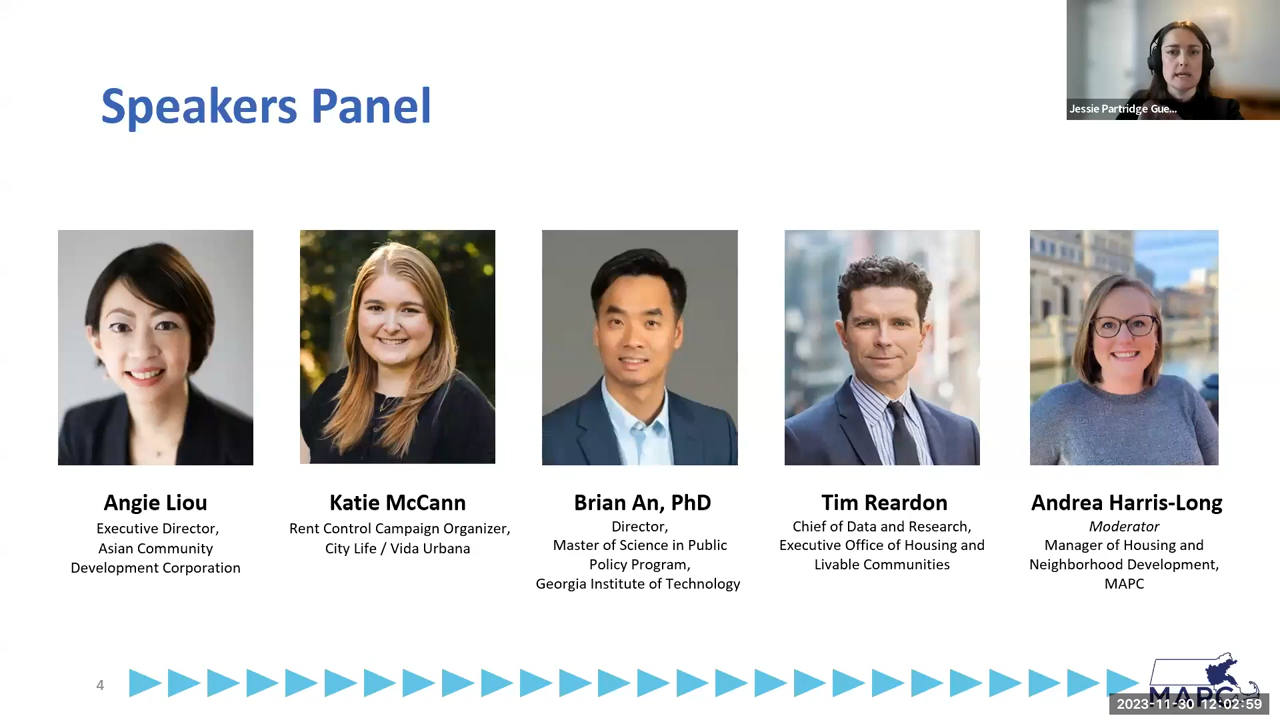 Speakers Panel
Jessie Partridge Gue...
Angie Liou
Executive Director,
Asian Community
Development Corporation
Katie McCann
Rent Control Campaign Organizer,
City Life / Vida Urbana
Brian An, PhD
Director,
Master of Science in Public
Policy Program,
Georgia Institute of Technology
Tim Reardon
Chief of Data and Research,
Executive Office of Housing and
Livable Communities
Andrea Harris-Long
Moderator
Manager of Housing and
Neighborhood Development,
MAPC
4
MAPC
2023-11-30 12:02:59